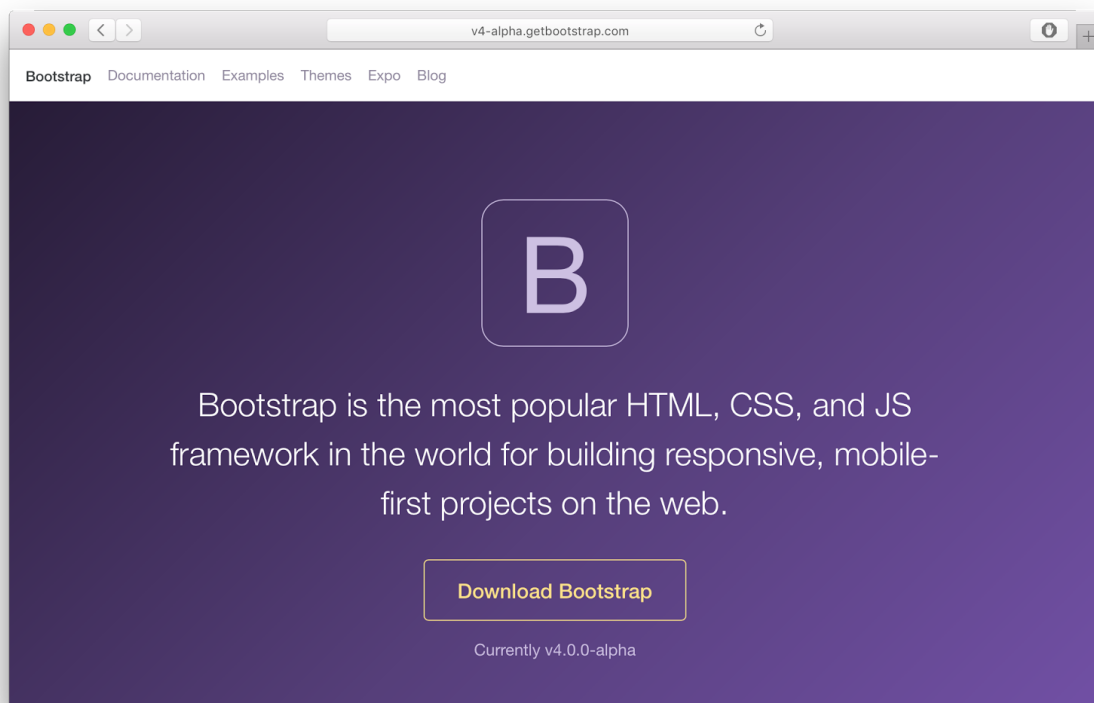 v4-alpha.getbootstrap.com
Bootstrap Documentation Examples Themes Expo Blog
B
Bootstrap is the most popular HTML, CSS, and JS
framework in the world for building responsive, mobile-
first projects on the web.
Download Bootstrap
Currently v4.0.0-alpha